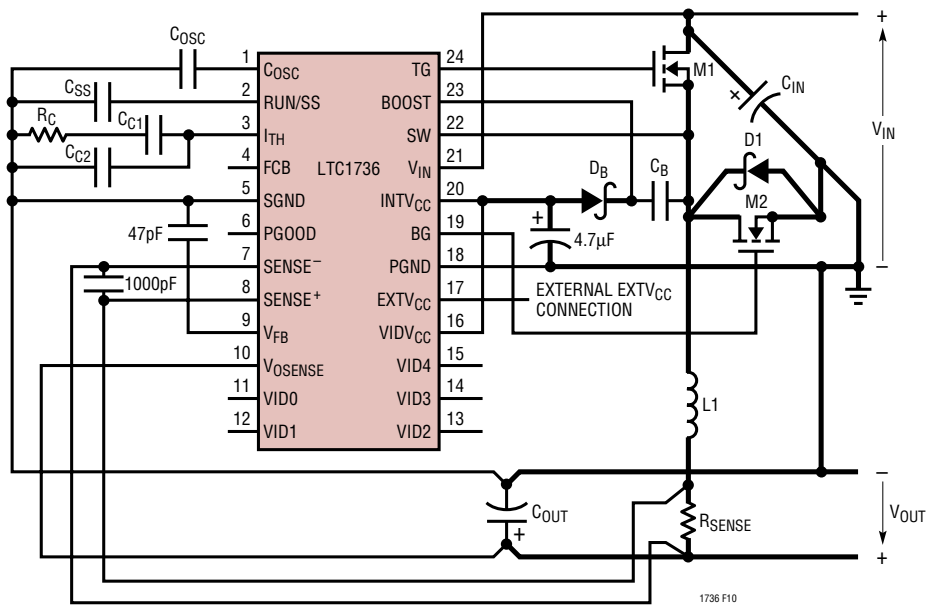 C_OSC
1 C_OSC
C_SS
2 RUN/SS
R_C C_C1
3 I_TH
C_C2
4 FCB
5 SGND
47pF
6 PGOOD
7 SENSE⁻
1000pF
8 SENSE⁺
9 V_FB
10 V_OSENSE
11 VID0
12 VID1
LTC1736
TG 24
BOOST 23
SW 22
V_IN 21
INTV_CC 20
BG 19
PGND 18
EXTV_CC 17
VIDV_CC 16
VID4 15
VID3 14
VID2 13
M1
+ C_IN
D1
M2
D_B
C_B
+
4.7µF
EXTERNAL EXTV_CC
CONNECTION
+
V_IN
–
L1
C_OUT
+
R_SENSE
–
V_OUT
+
1736 F10